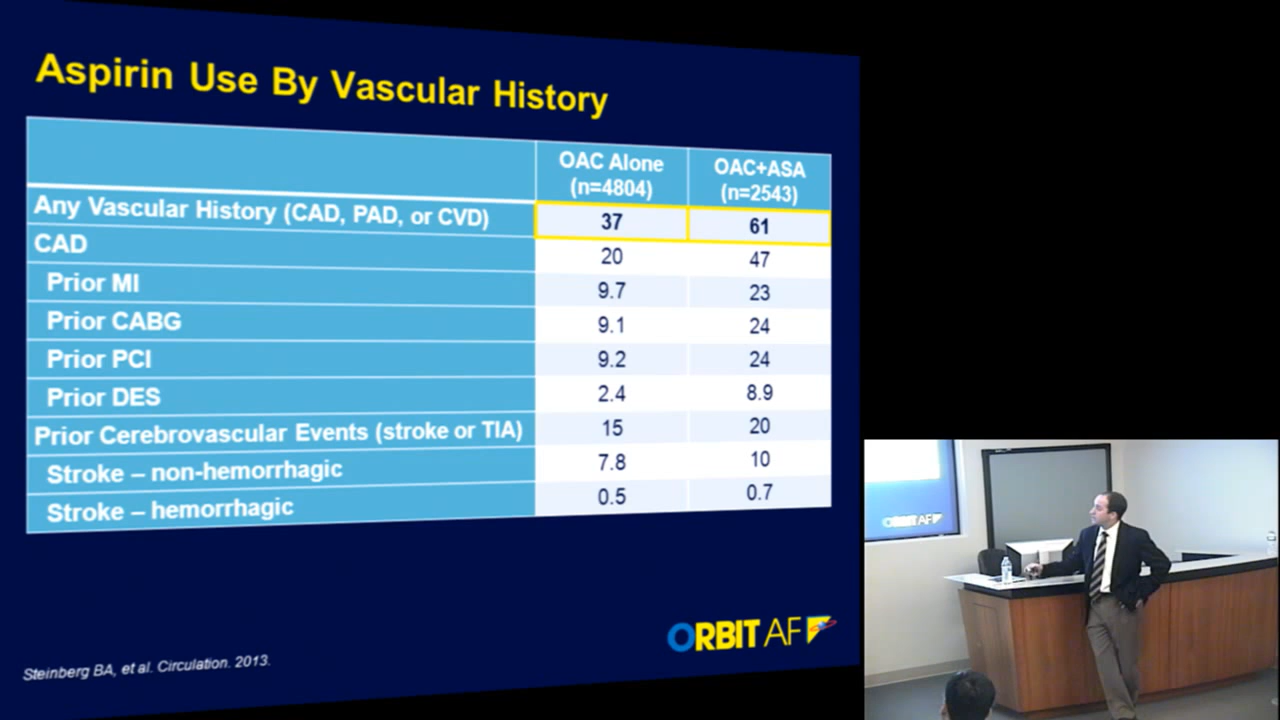 Aspirin Use By Vascular History
OAC Alone OAC+ASA
(n=4804) (n=2543)
Any Vascular History (CAD, PAD, or CVD) 37 61
CAD 20 47
Prior MI 9.7 23
Prior CABG 9.1 24
Prior PCI 9.2 24
Prior DES 2.4 8.9
Prior Cerebrovascular Events (stroke or TIA) 15 20
Stroke – non-hemorrhagic 7.8 10
Stroke – hemorrhagic 0.5 0.7
ORBIT AF
Steinberg BA, et al. Circulation. 2013.
ORBIT AF